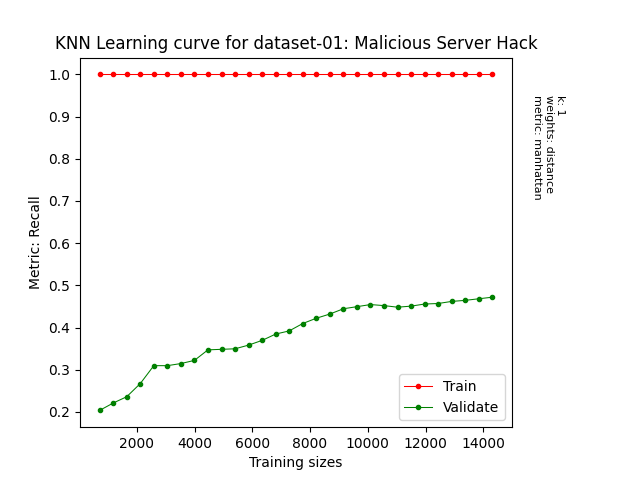 KNN Learning curve for dataset-01: Malicious Server Hack
Metric: Recall
1.0
0.9
0.8
0.7
0.6
0.5
0.4
0.3
0.2
2000 4000 6000 8000 10000 12000 14000
Training sizes
Train
Validate
k: 1
weights: distance
metric: manhattan